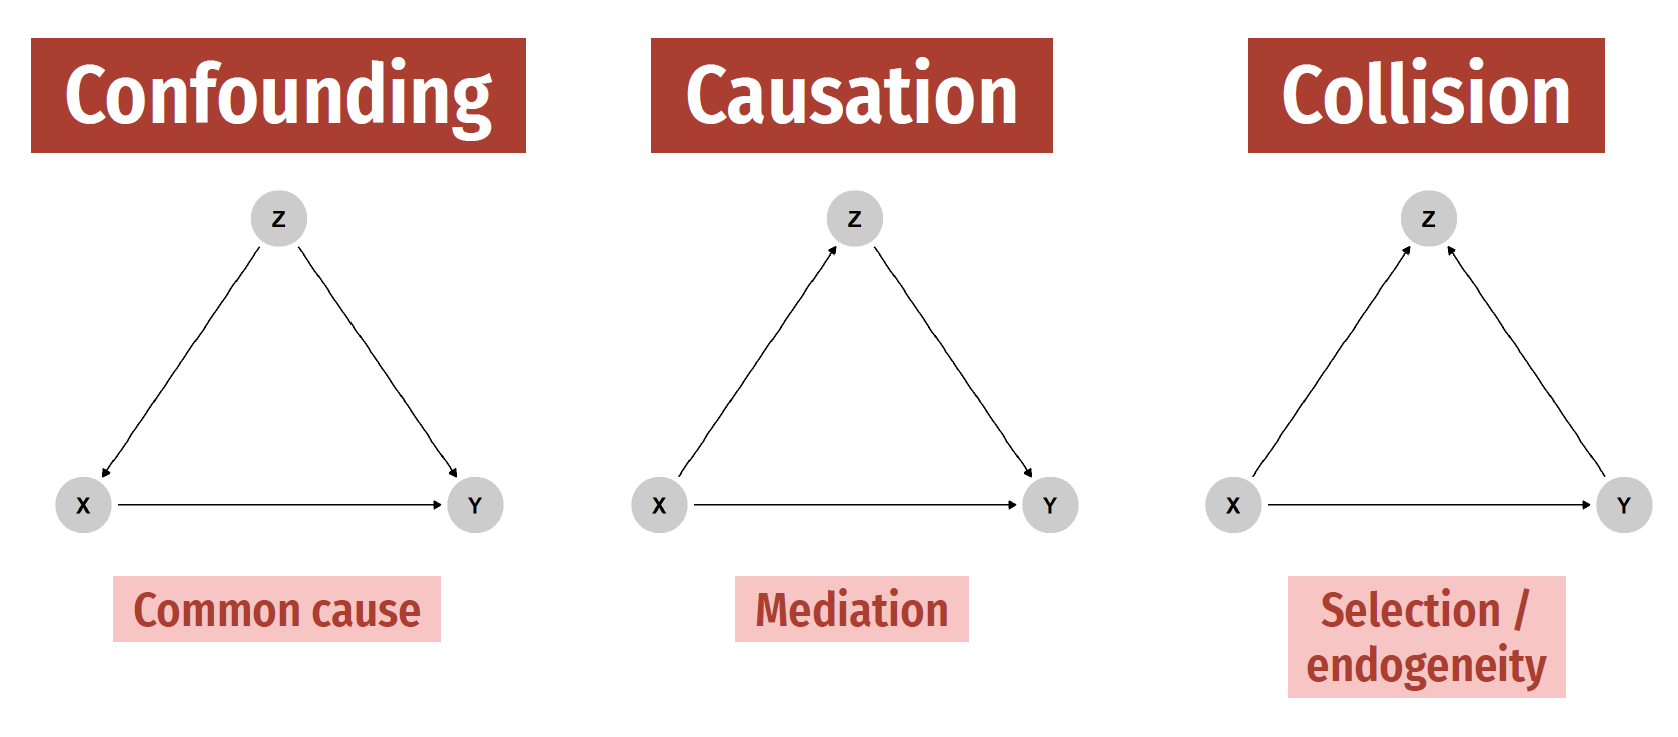 Confounding
Causation
Collision
Z
Z
Z
X
Y
X
Y
X
Y
Common cause
Mediation
Selection /
endogeneity